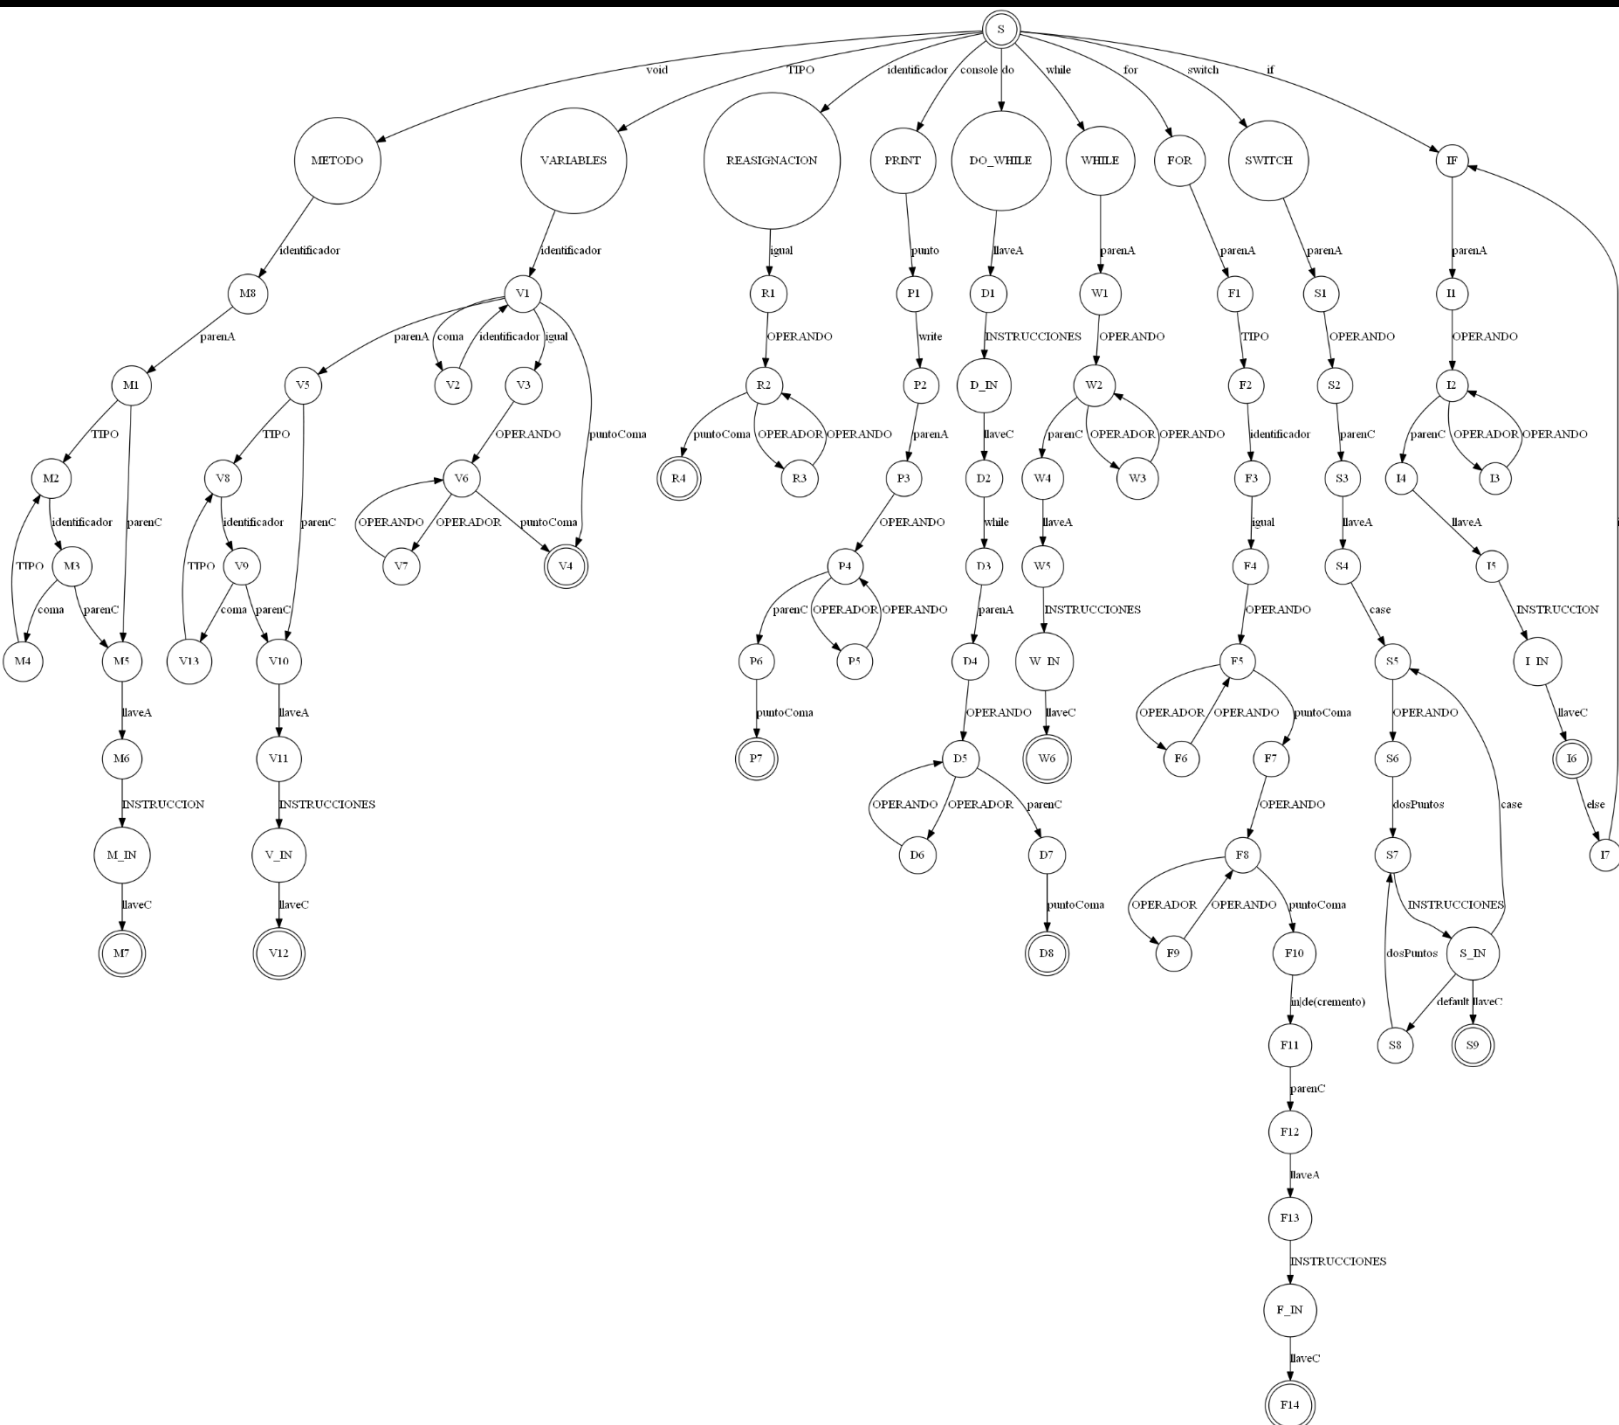 S
void TIPO identificador console do while for switch if
METODO VARIABLES REASIGNACION PRINT DO_WHILE WHILE FOR SWITCH IF
identificador identificador igual punto llaveA parenA parenA parenA parenA
M8 V1 R1 P1 D1 W1 F1 S1 I1
parenA parenA coma identificador igual OPERANDO write INSTRUCCIONES OPERANDO TIPO OPERANDO OPERANDO
M1 V5 V2 V3 R2 P2 D_IN W2 F2 S2 I2
TIPO TIPO OPERANDO puntoComa puntoComa OPERADOR OPERANDO parenA llaveC parenC OPERADOR OPERANDO identificador parenC parenC OPERADOR OPERANDO
M2 V8 V6 R4 R3 P3 D2 W4 W3 F3 S3 I4 I3
identificador parenC identificador parenC OPERANDO OPERADOR puntoComa OPERANDO while llaveA igual llaveA llaveA
M3 V9 V7 V4 P4 D3 W5 F4 S4 I5
TIPO coma parenC TIPO coma parenC parenC OPERADOR OPERANDO parenA INSTRUCCIONES OPERANDO case INSTRUCCION
M4 M5 V13 V10 P6 P5 D4 W_IN F5 S5 I_IN
llaveA llaveA puntoComa OPERANDO llaveC OPERADOR OPERANDO puntoComa OPERANDO llaveC
M6 V11 P7 D5 W6 F6 F7 S6 I6
INSTRUCCION INSTRUCCIONES OPERANDO OPERADOR parenC OPERANDO dosPuntos case else
M_IN V_IN D6 D7 F8 S7 I7
llaveC llaveC puntoComa OPERADOR OPERANDO puntoComa INSTRUCCIONES
M7 V12 D8 F9 F10 S_IN
in|de(cremento) dosPuntos default llaveC
F11 S8 S9
parenC
F12
llaveA
F13
INSTRUCCIONES
F_IN
llaveC
F14